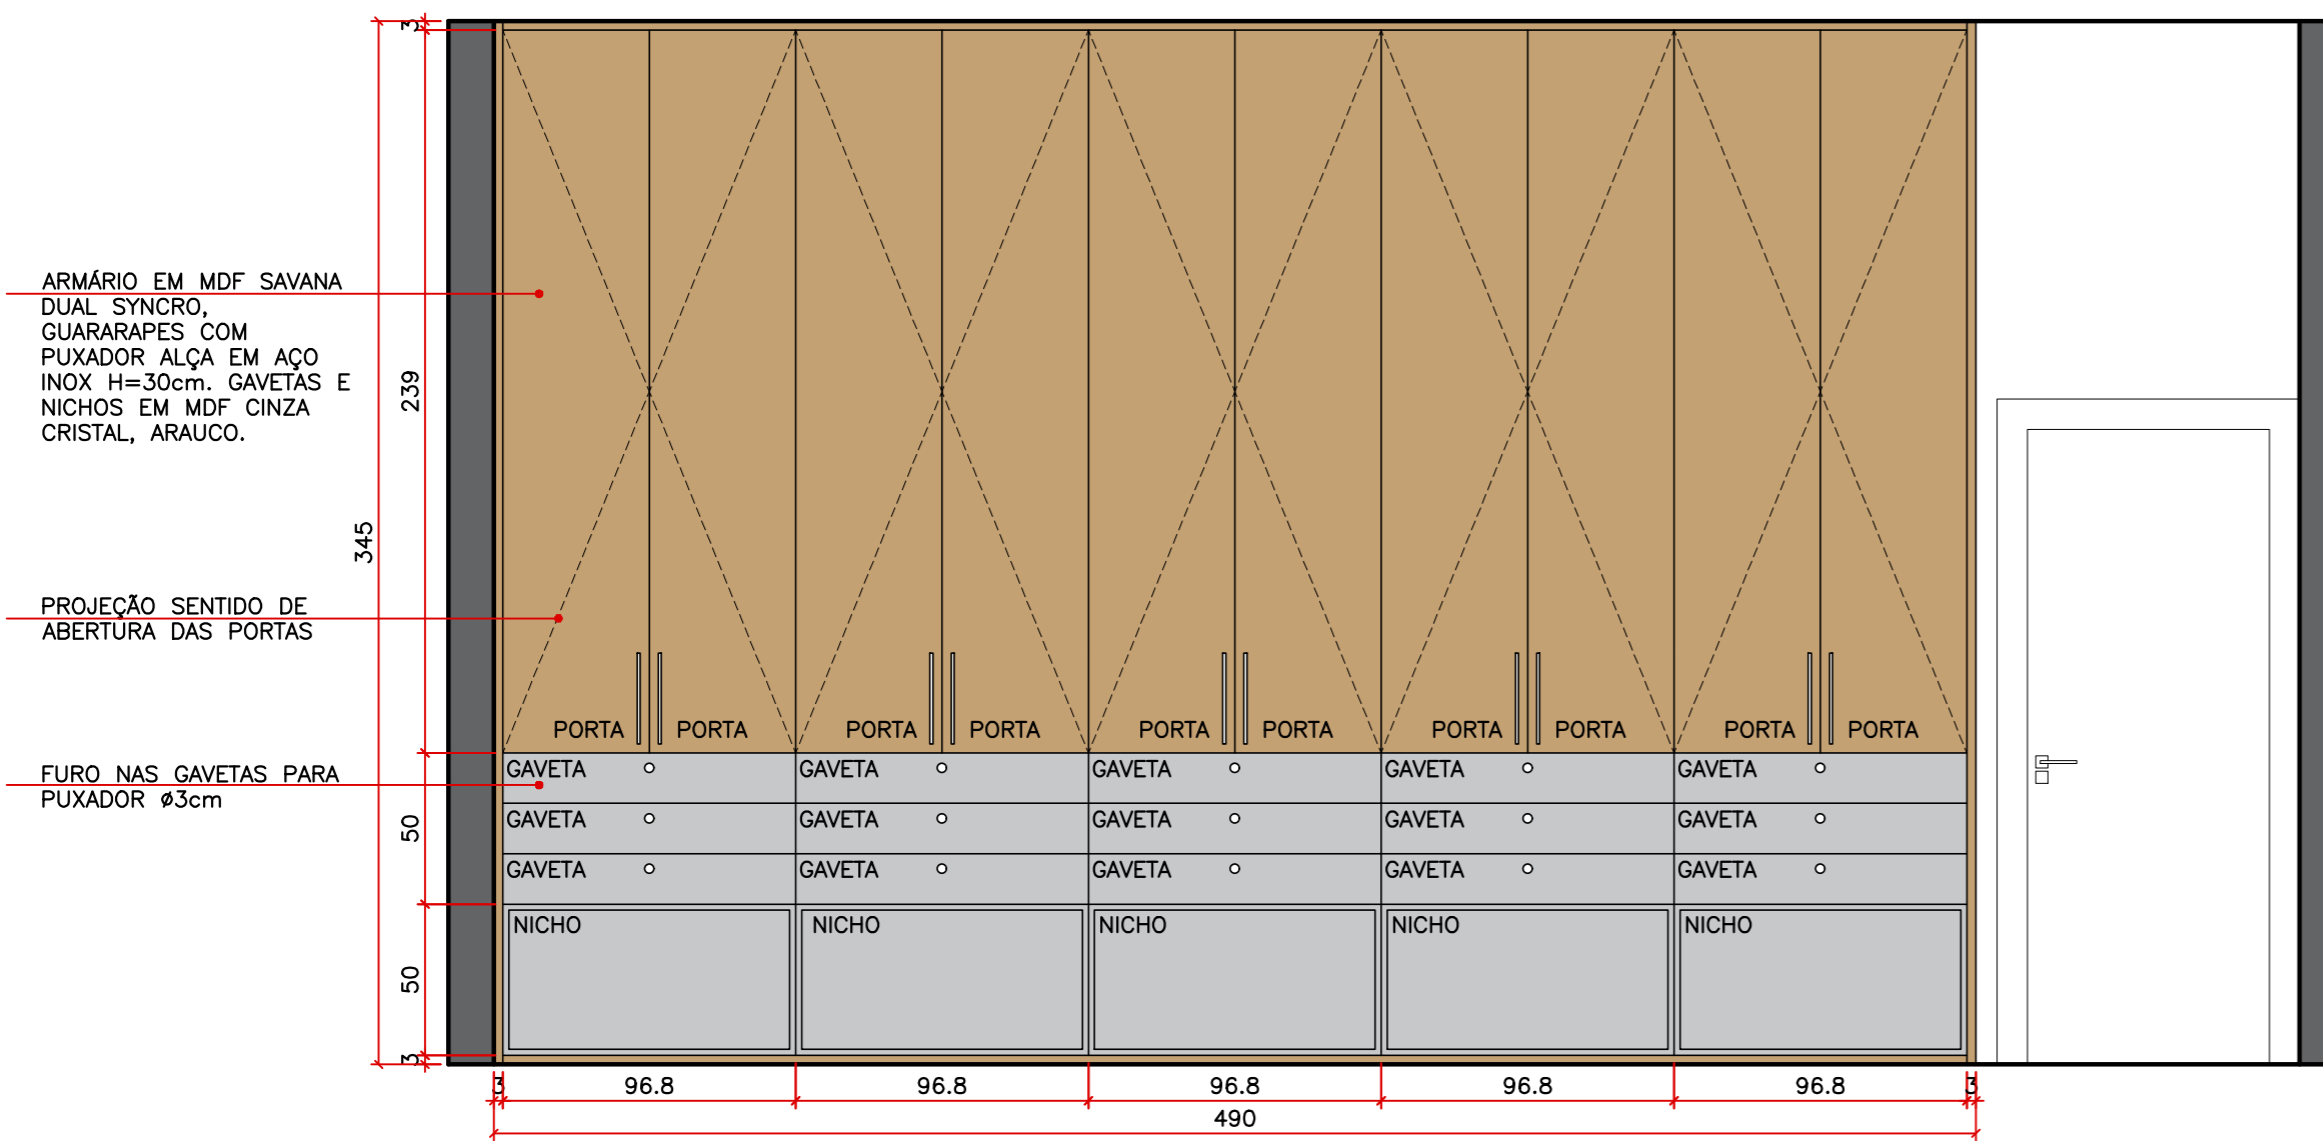 3
ARMÁRIO EM MDF SAVANA
DUAL SYNCRO,
GUARARAPES COM
PUXADOR ALÇA EM AÇO
INOX H=30cm. GAVETAS E
NICHOS EM MDF CINZA
CRISTAL, ARAUCO.
239
345
PROJEÇÃO SENTIDO DE
ABERTURA DAS PORTAS
PORTA PORTA PORTA PORTA PORTA PORTA PORTA PORTA PORTA PORTA
FURO NAS GAVETAS PARA
PUXADOR ø3cm
GAVETA GAVETA GAVETA GAVETA GAVETA
50
GAVETA GAVETA GAVETA GAVETA GAVETA
GAVETA GAVETA GAVETA GAVETA GAVETA
NICHO NICHO NICHO NICHO NICHO
50
3
3 96.8 96.8 96.8 96.8 96.8 3
490